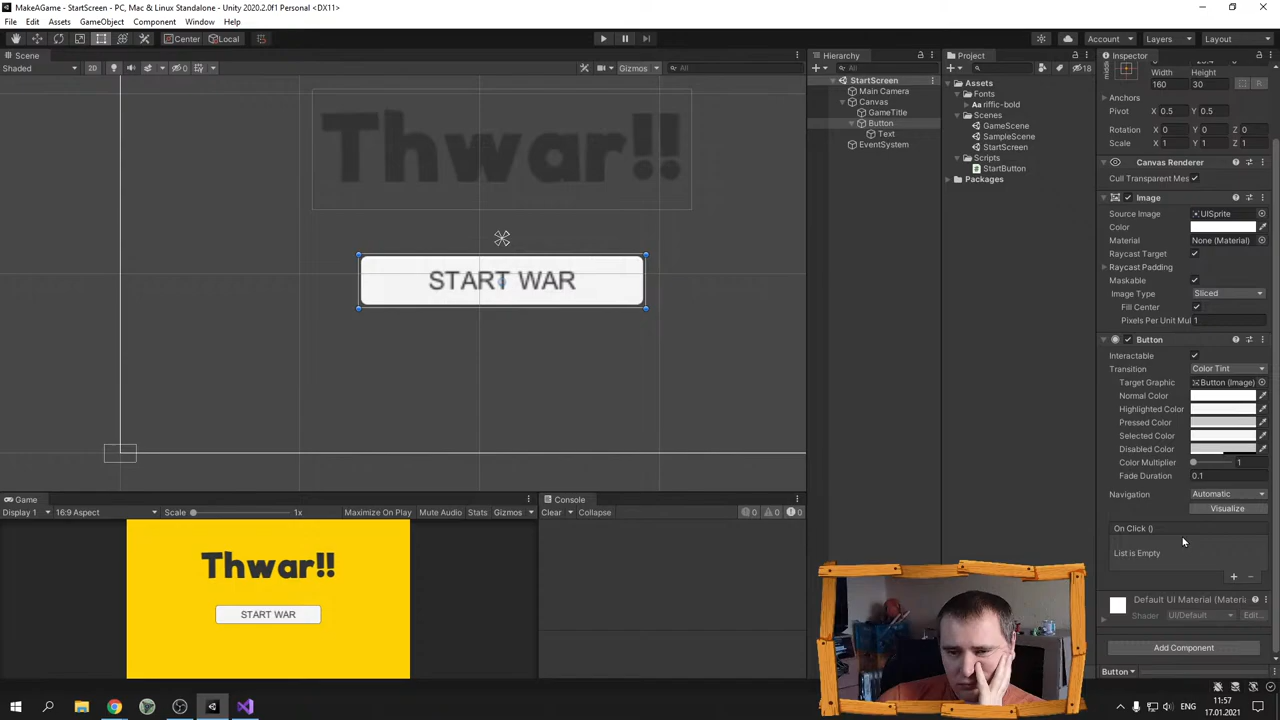 MakeAGame - StartScreen - PC, Mac & Linux Standalone - Unity 2020.2.0f1 Personal <DX11>
File Edit Assets GameObject Component Window Help
Center Local Account Layers Layout
Scene
Shaded 2D 0 Gizmos All
Thwar!!
START WAR
Game
Display 1 16:9 Aspect Scale 1x Maximize On Play Mute Audio Stats Gizmos
Thwar!!
START WAR
Console
Clear Collapse 0 0 0
Hierarchy
All
StartScreen
Main Camera
Canvas
GameTitle
Button
Text
EventSystem
Project
18
Assets
Fonts
Aa riffic-bold
Scenes
GameScene
SampleScene
StartScreen
Scripts
StartButton
Packages
Inspector
Width Height
160 30
Anchors
Pivot X 0.5 Y 0.5
Rotation X 0 Y 0 Z 0
Scale X 1 Y 1 Z 1
Canvas Renderer
Cull Transparent Mes
Image
Source Image UISprite
Color
Material None (Material)
Raycast Target
Raycast Padding
Maskable
Image Type Sliced
Fill Center
Pixels Per Unit Mul 1
Button
Interactable
Transition Color Tint
Target Graphic Button (Image)
Normal Color
Highlighted Color
Pressed Color
Selected Color
Disabled Color
Color Multiplier 1
Fade Duration 0.1
Navigation Automatic
Visualize
On Click ()
List is Empty
+ -
Default UI Material (Materia
Shader UI/Default Edit...
Add Component
Button
ENG 11:57
17.01.2021